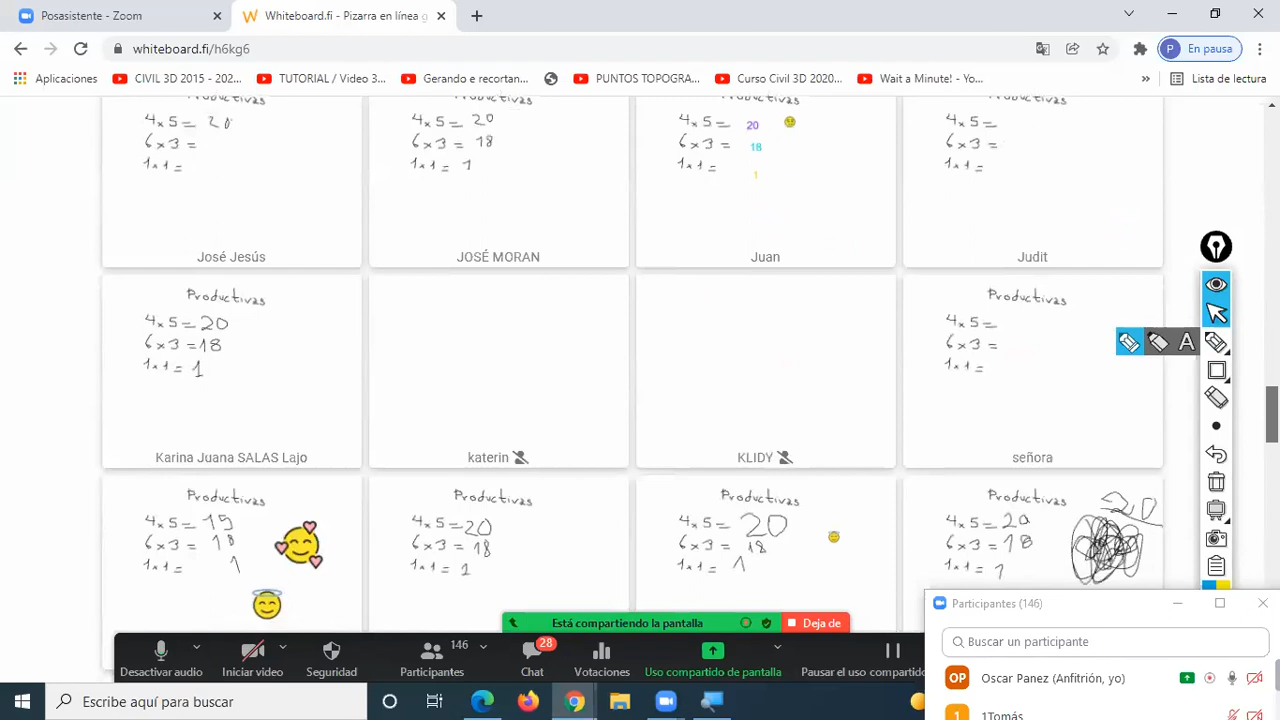 Posasistente - Zoom
Whiteboard.fi - Pizarra en línea g
whiteboard.fi/h6kg6
P En pausa
Aplicaciones
CIVIL 3D 2015 - 202...
TUTORIAL / Video 3...
Gerando e recortan...
PUNTOS TOPOGRA...
Curso Civil 3D 2020...
Wait a Minute! - Yo...
»
Lista de lectura
Productivas
4x5= 20
6x3=
1x1=
José Jesús
Productivas
4x5= 20
6x3= 18
1x1= 1
JOSÉ MORAN
Productivas
4x5= 20
6x3= 18
1x1= 1
Juan
Productivas
4x5=
6x3=
1x1=
Judit
Productivas
4x5=20
6x3=18
1x1= 1
Karina Juana SALAS Lajo
katerin
KLIDY
Productivas
4x5=
6x3=
1x1=
señora
A
Productivas
4x5=15
6x3= 18
1x1= 1
Productivas
4x5=20
6x3=18
1x1= 1
Productivas
4x5= 20
6x3= 18
1x1= 1
Productivas
20
4x5=20
6x3=18
1x1= 1
Está compartiendo la pantalla
Deja de
Desactivar audio
Iniciar video
Seguridad
146
Participantes
28
Chat
Votaciones
Uso compartido de pantalla
Pausar el uso compartido
Participantes (146)
Buscar un participante
OP Oscar Panez (Anfitrión, yo)
1 1Tomás
Escribe aquí para buscar